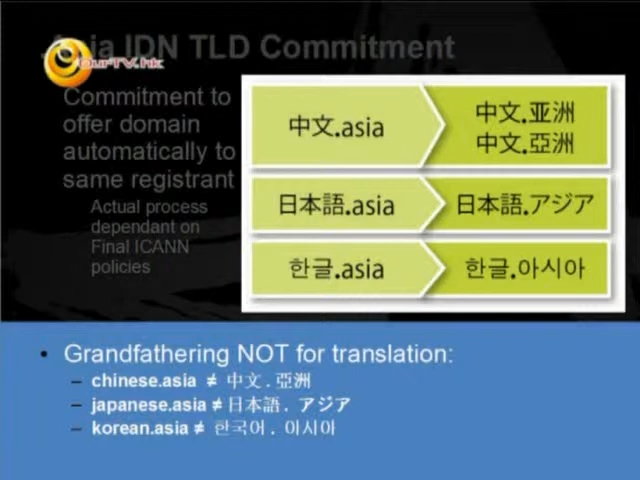 Asia IDN TLD Commitment
OurTV.hk
Commitment to
offer domain
automatically to
same registrant
Actual process
dependant on
Final ICANN
policies
中文.asia
中文.亚洲
中文.亞洲
日本語.asia
日本語.アジア
한글.asia
한글.아시아
• Grandfathering NOT for translation:
– chinese.asia ≠ 中文 . 亞洲
– japanese.asia ≠ 日本語 . アジア
– korean.asia ≠ 한국어 . 아시아